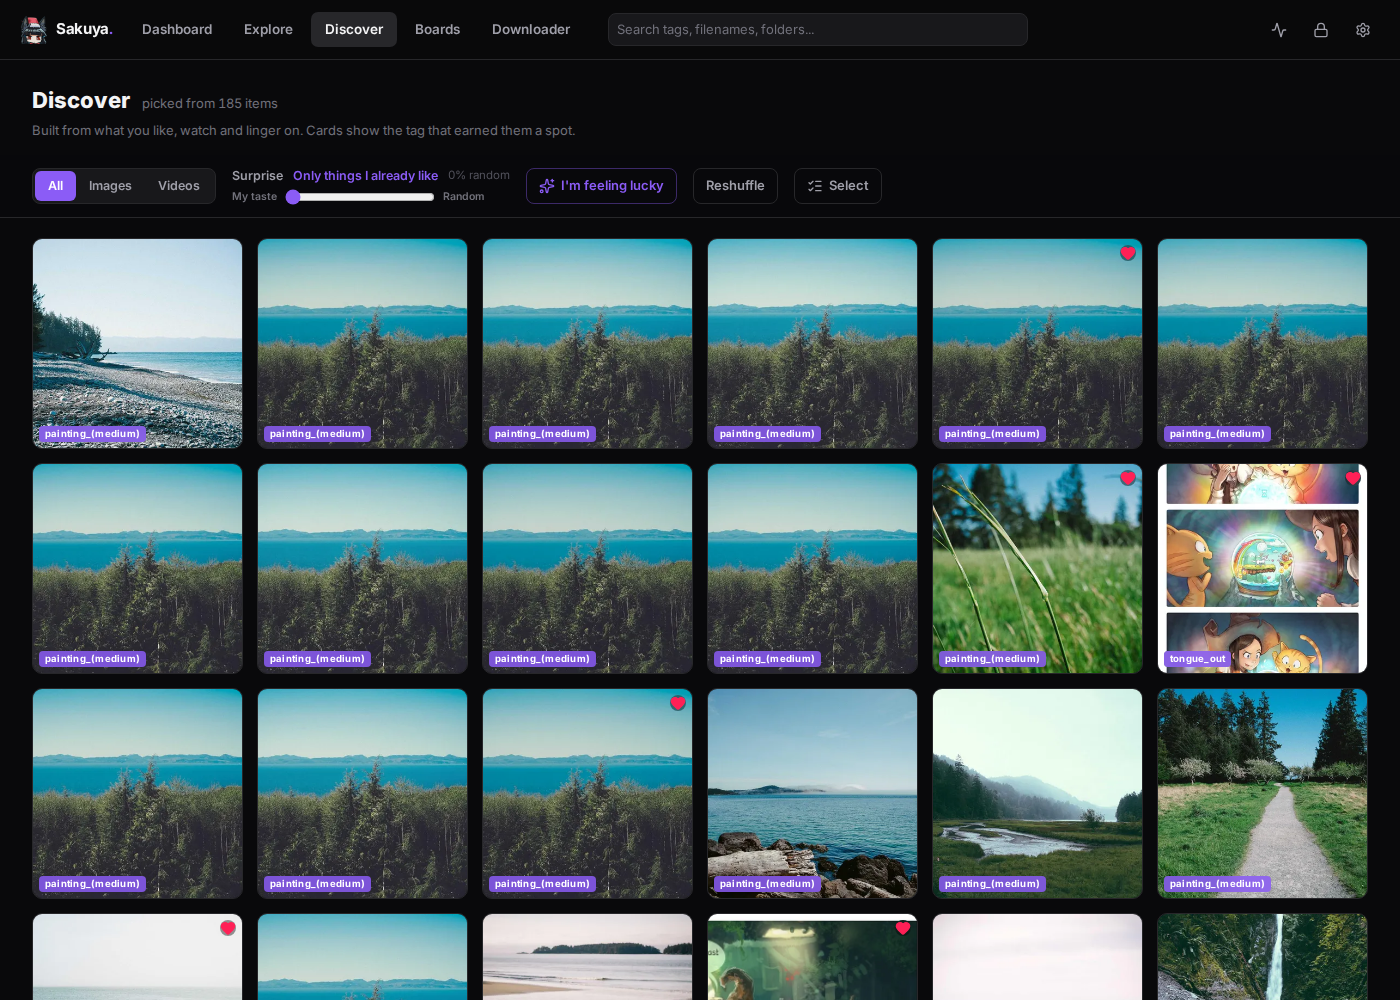 Sakuya.
Dashboard
Explore
Discover
Boards
Downloader
Search tags, filenames, folders...
Discover picked from 185 items
Built from what you like, watch and linger on. Cards show the tag that earned them a spot.
All
Images
Videos
Surprise Only things I already like 0% random
My taste
Random
I'm feeling lucky
Reshuffle
Select
painting_(medium)
painting_(medium)
painting_(medium)
painting_(medium)
painting_(medium)
painting_(medium)
painting_(medium)
painting_(medium)
painting_(medium)
painting_(medium)
painting_(medium)
tongue_out
painting_(medium)
painting_(medium)
painting_(medium)
painting_(medium)
painting_(medium)
painting_(medium)